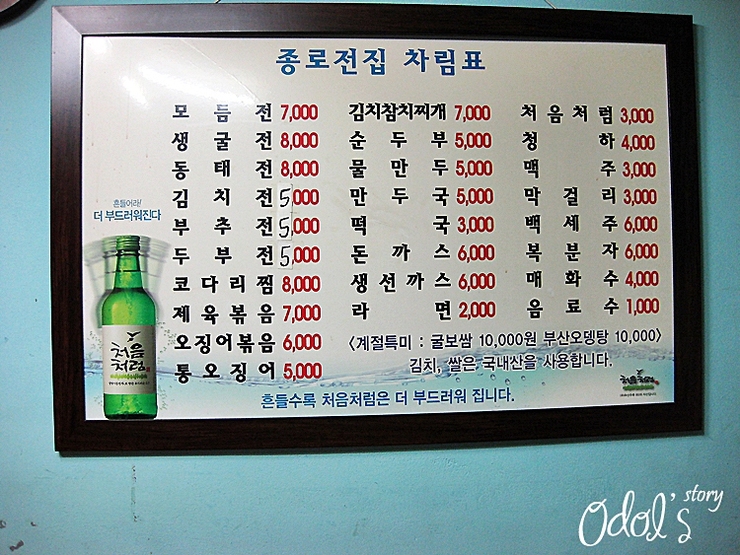 종로전집 차림표
모듬전 7,000
생굴전 8,000
동태전 8,000
김치전 5,000
부추전 5,000
두부전 5,000
코다리찜 8,000
제육볶음 7,000
오징어볶음 6,000
통오징어 5,000
김치참치찌개 7,000
순두부 5,000
물만두 5,000
만두국 5,000
떡국 3,000
돈까스 6,000
생선까스 6,000
라면 2,000
처음처럼 3,000
청하 4,000
맥주 3,000
막걸리 3,000
백세주 6,000
복분자 6,000
매화수 4,000
음료수 1,000
<계절특미 : 굴보쌈 10,000원 부산오뎅탕 10,000>
김치, 쌀은 국내산을 사용합니다.
흔들어라!
더 부드러워진다
처음
처럼
처음처럼
흔들수록 처음처럼은 더 부드러워 집니다.
Odol's story